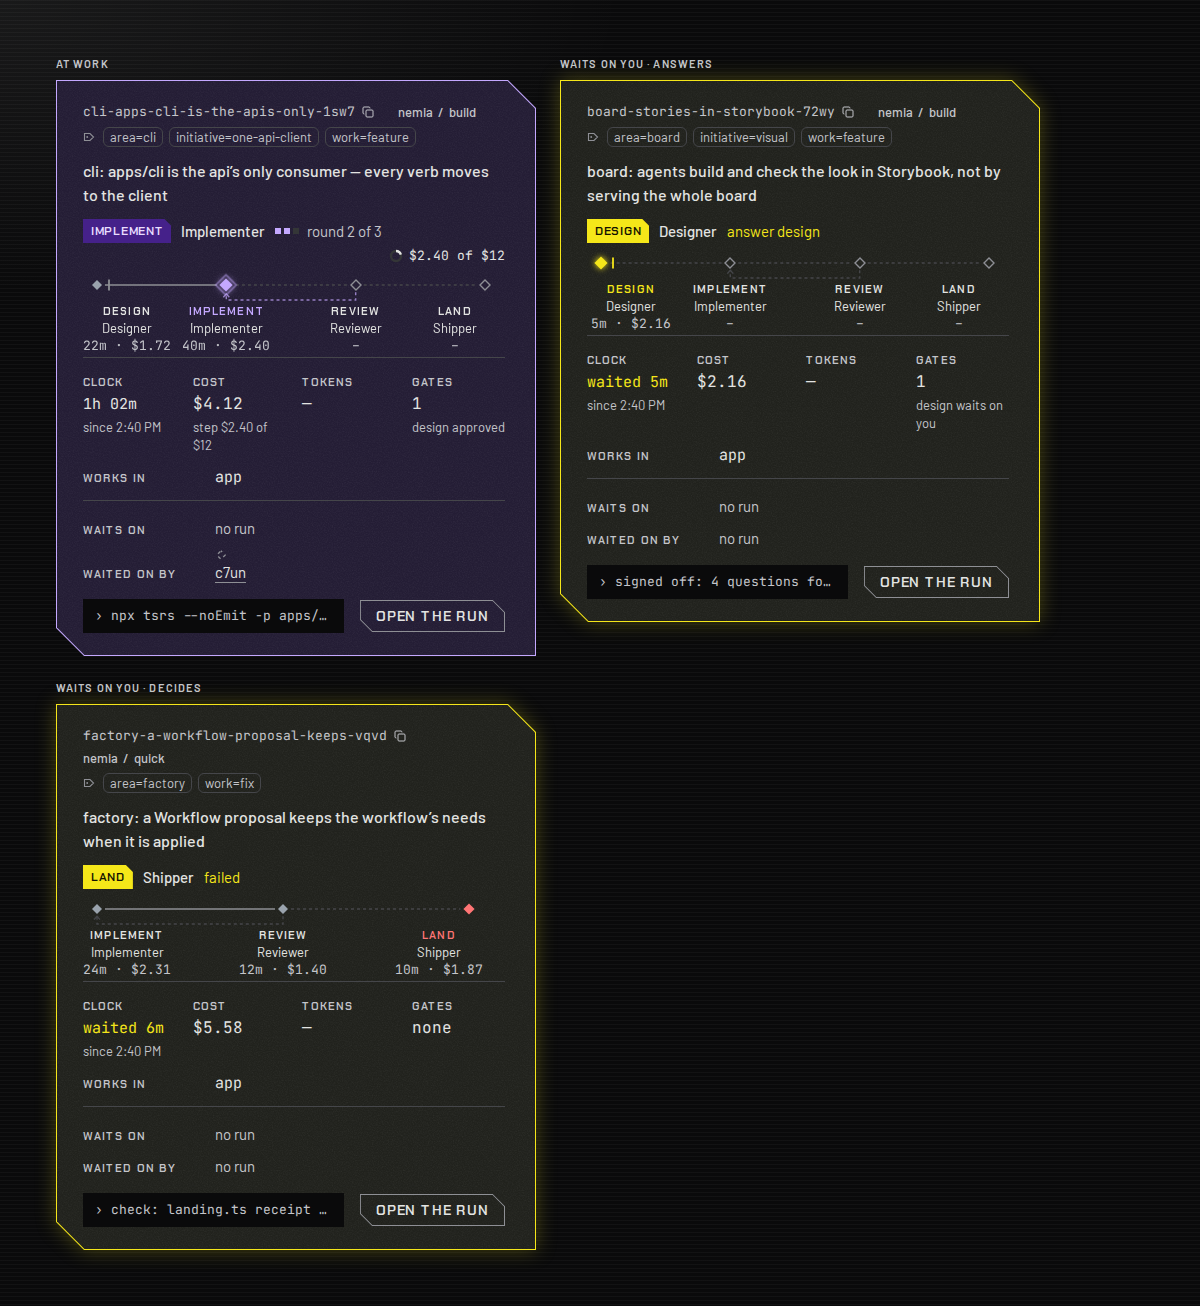 AT WORK
cli-apps-cli-is-the-apis-only-1sw7 nemia / build
area=cli initiative=one-api-client work=feature
cli: apps/cli is the api's only consumer — every verb moves
to the client
IMPLEMENT Implementer round 2 of 3
$2.40 of $12
DESIGN IMPLEMENT REVIEW LAND
Designer Implementer Reviewer Shipper
22m · $1.72 40m · $2.40 – –
CLOCK COST TOKENS GATES
1h 02m $4.12 — 1
since 2:40 PM step $2.40 of design approved
$12
WORKS IN app
WAITS ON no run
WAITED ON BY c7un
› npx tsrs --noEmit -p apps/… OPEN THE RUN
WAITS ON YOU · ANSWERS
board-stories-in-storybook-72wy nemia / build
area=board initiative=visual work=feature
board: agents build and check the look in Storybook, not by
serving the whole board
DESIGN Designer answer design
DESIGN IMPLEMENT REVIEW LAND
Designer Implementer Reviewer Shipper
5m · $2.16 – – –
CLOCK COST TOKENS GATES
waited 5m $2.16 — 1
since 2:40 PM design waits on
you
WORKS IN app
WAITS ON no run
WAITED ON BY no run
› signed off: 4 questions fo… OPEN THE RUN
WAITS ON YOU · DECIDES
factory-a-workflow-proposal-keeps-vqvd
nemia / quick
area=factory work=fix
factory: a Workflow proposal keeps the workflow's needs
when it is applied
LAND Shipper failed
IMPLEMENT REVIEW LAND
Implementer Reviewer Shipper
24m · $2.31 12m · $1.40 10m · $1.87
CLOCK COST TOKENS GATES
waited 6m $5.58 — none
since 2:40 PM
WORKS IN app
WAITS ON no run
WAITED ON BY no run
› check: landing.ts receipt … OPEN THE RUN